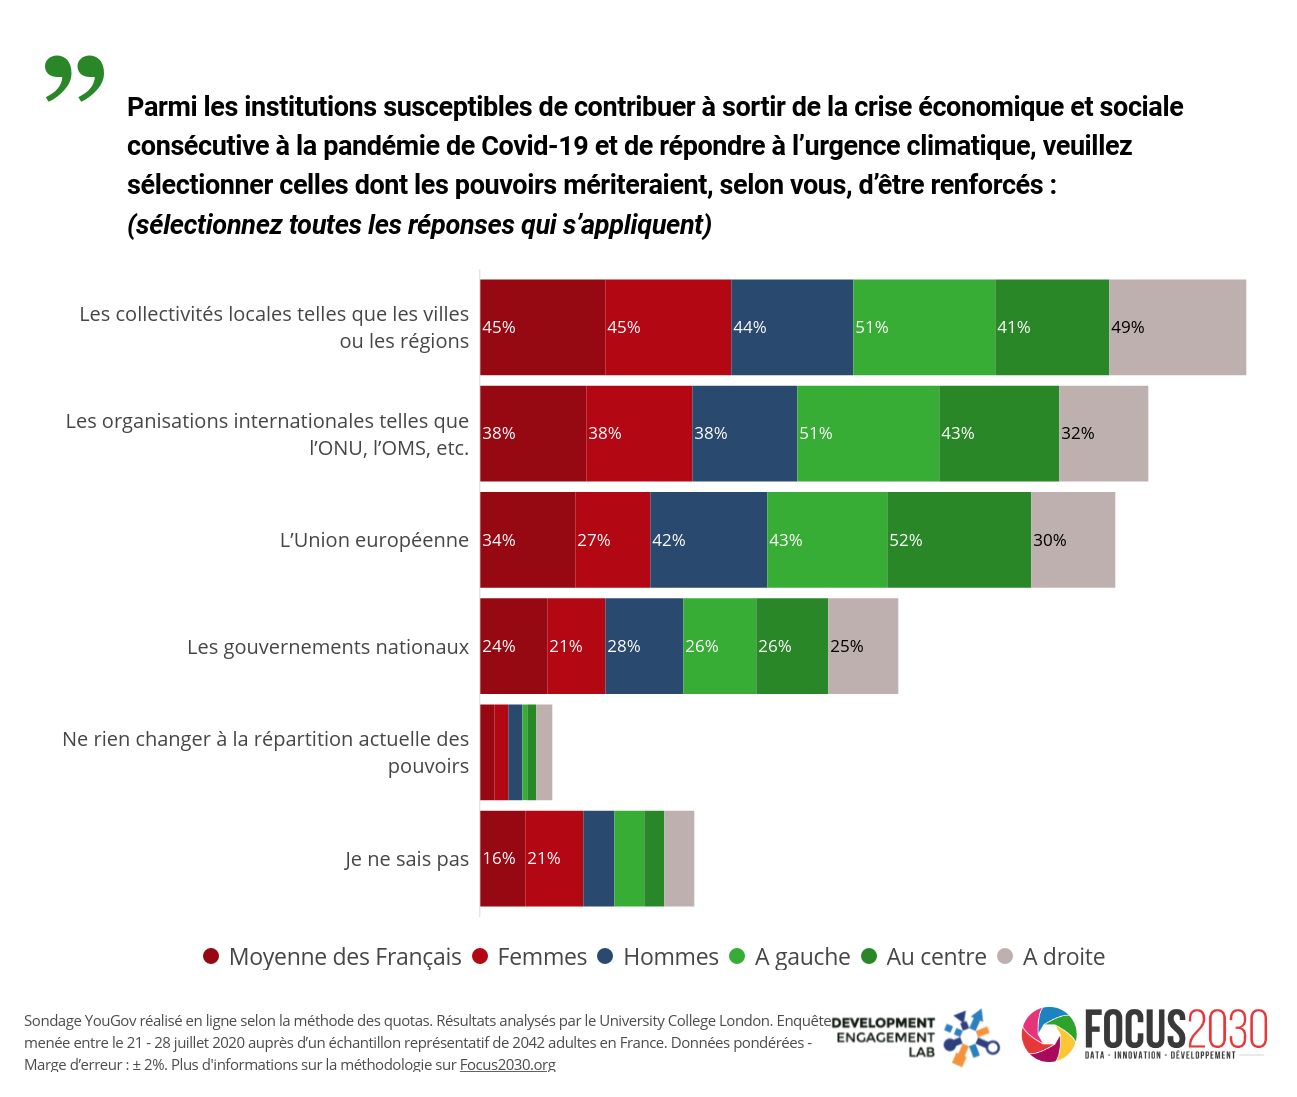 ”
Parmi les institutions susceptibles de contribuer à sortir de la crise économique et sociale
consécutive à la pandémie de Covid-19 et de répondre à l’urgence climatique, veuillez
sélectionner celles dont les pouvoirs mériteraient, selon vous, d’être renforcés :
(sélectionnez toutes les réponses qui s’appliquent)
Les collectivités locales telles que les villes
ou les régions
45% 45% 44% 51% 41% 49%
Les organisations internationales telles que
l’ONU, l’OMS, etc.
38% 38% 38% 51% 43% 32%
L’Union européenne
34% 27% 42% 43% 52% 30%
Les gouvernements nationaux
24% 21% 28% 26% 26% 25%
Ne rien changer à la répartition actuelle des
pouvoirs
Je ne sais pas
16% 21%
Moyenne des Français Femmes Hommes A gauche Au centre A droite
Sondage YouGov réalisé en ligne selon la méthode des quotas. Résultats analysés par le University College London. Enquête
menée entre le 21 - 28 juillet 2020 auprès d’un échantillon représentatif de 2042 adultes en France. Données pondérées -
Marge d’erreur : ± 2%. Plus d'informations sur la méthodologie sur Focus2030.org
DEVELOPMENT
ENGAGEMENT
LAB
FOCUS2030
DATA · INNOVATION · DÉVELOPPEMENT